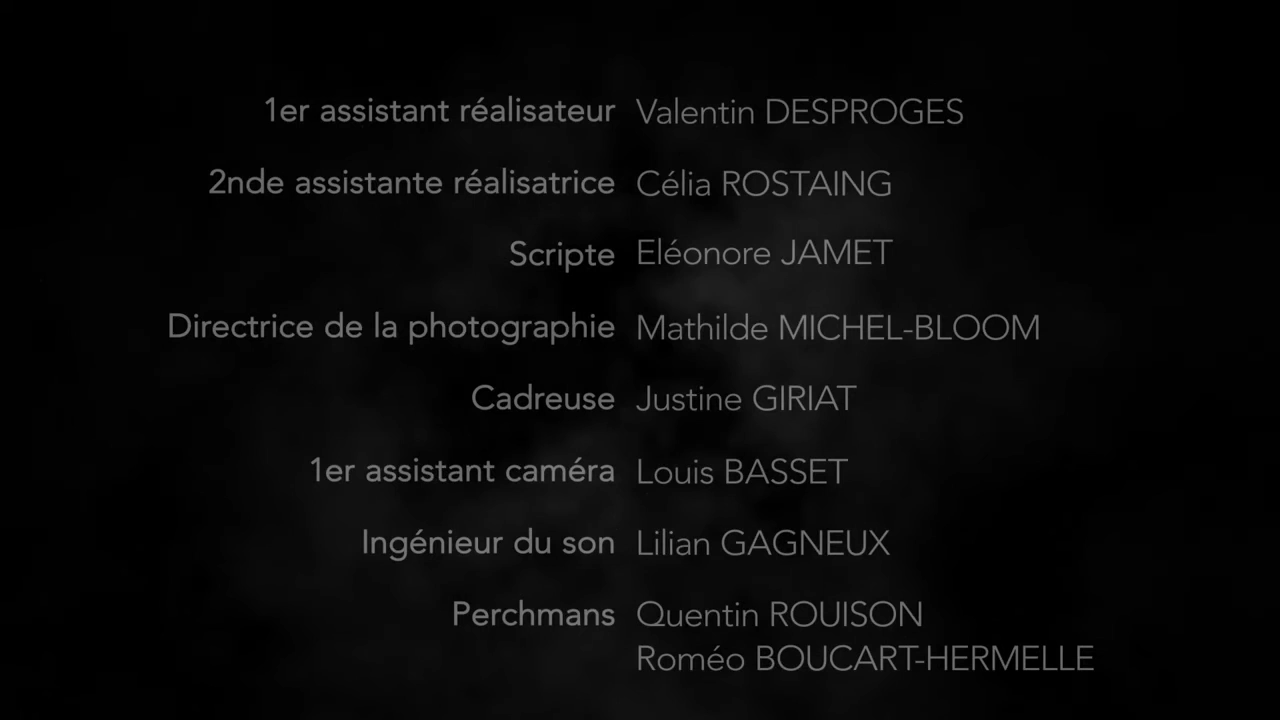 1er assistant réalisateur Valentin DESPROGES
2nde assistante réalisatrice Célia ROSTAING
Scripte Eléonore JAMET
Directrice de la photographie Mathilde MICHEL-BLOOM
Cadreuse Justine GIRIAT
1er assistant caméra Louis BASSET
Ingénieur du son Lilian GAGNEUX
Perchmans Quentin ROUISON
Roméo BOUCART-HERMELLE